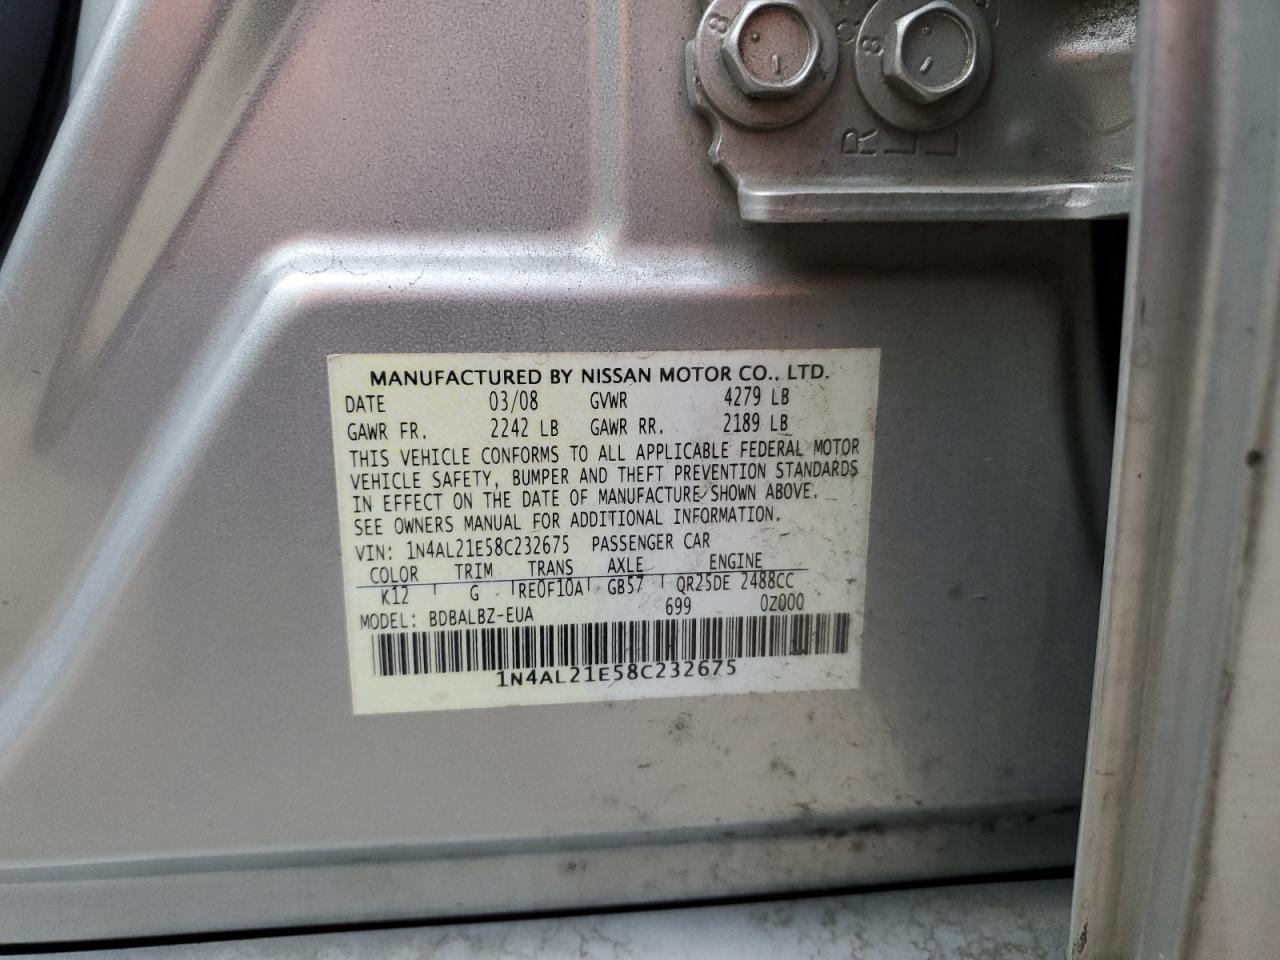 8
8
R
L
L
MANUFACTURED BY NISSAN MOTOR CO., LTD.
DATE 03/08 GVWR 4279 LB
GAWR FR. 2242 LB GAWR RR. 2189 LB
THIS VEHICLE CONFORMS TO ALL APPLICABLE FEDERAL MOTOR
VEHICLE SAFETY, BUMPER AND THEFT PREVENTION STANDARDS
IN EFFECT ON THE DATE OF MANUFACTURE SHOWN ABOVE.
SEE OWNERS MANUAL FOR ADDITIONAL INFORMATION.
VIN: 1N4AL21E58C232675 PASSENGER CAR
COLOR TRIM TRANS AXLE ENGINE
K12 G RE0F10A GB57 QR25DE 2488CC
MODEL: BDBALBZ-EUA 699 0Z000
1N4AL21E58C232675